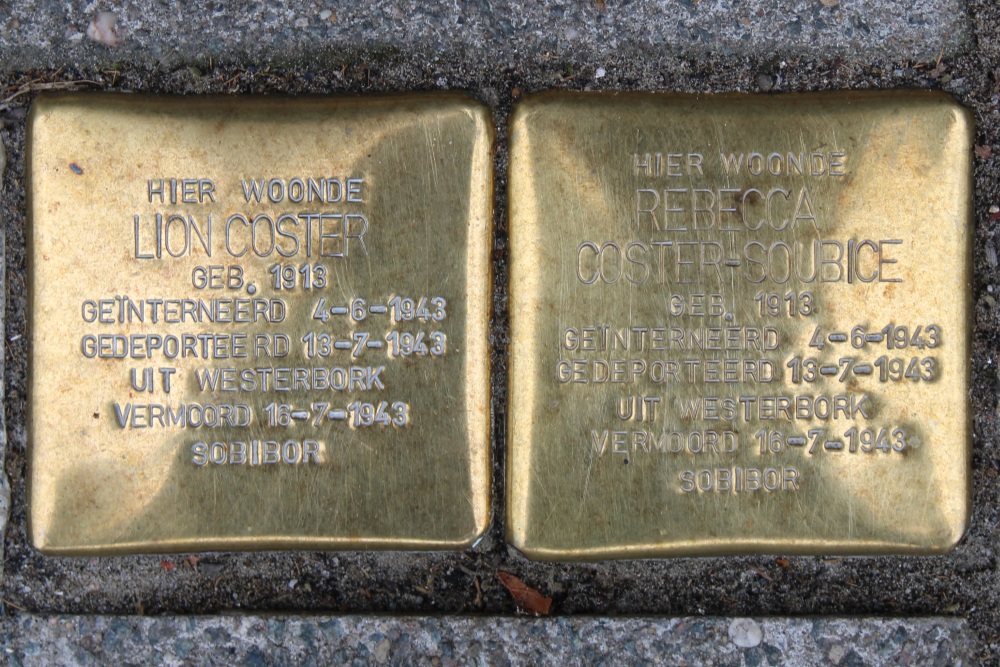 HIER WOONDE
LION COSTER
GEB. 1913
GEÏNTERNEERD 4-6-1943
GEDEPORTEERD 13-7-1943
UIT WESTERBORK
VERMOORD 16-7-1943
SOBIBOR
HIER WOONDE
REBECCA
COSTER-SOUBICE
GEB. 1913
GEÏNTERNEERD 4-6-1943
GEDEPORTEERD 13-7-1943
UIT WESTERBORK
VERMOORD 16-7-1943
SOBIBOR